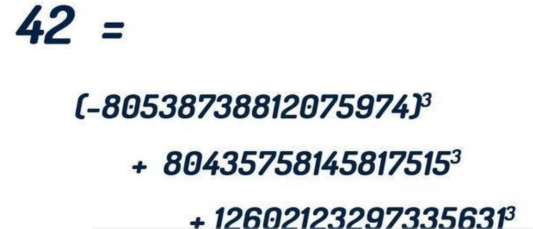 42 =
(-80538738812075974)³
+ 80435758145817515³
+ 12602123297335631³